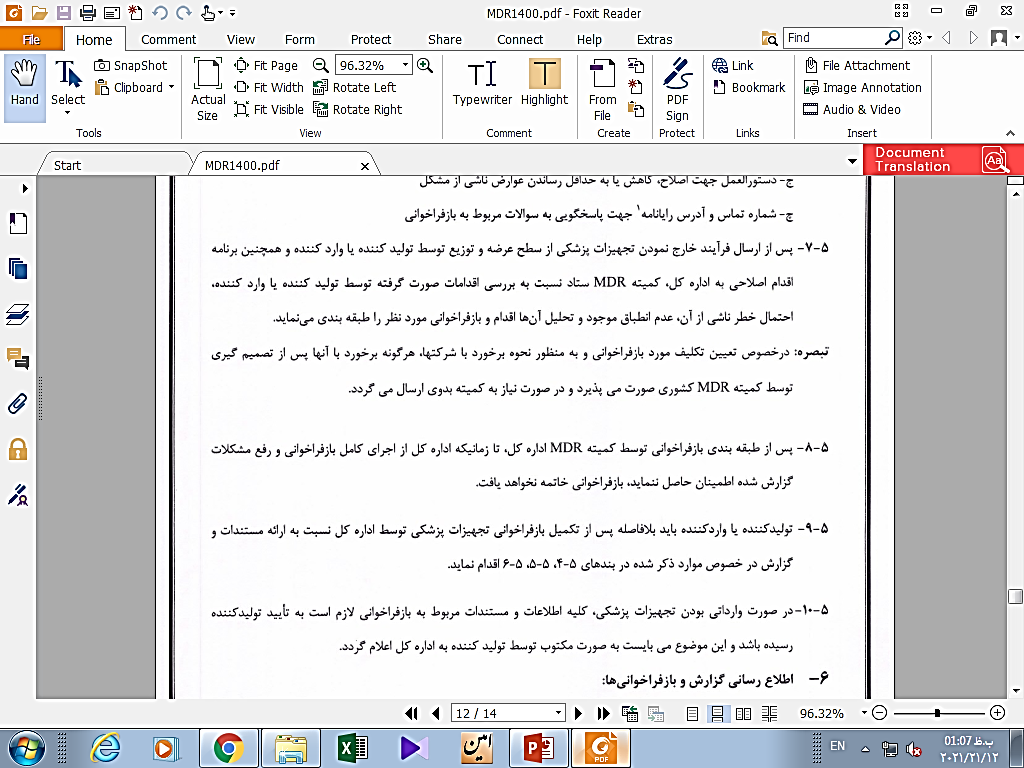 MDR1400.pdf - Foxit Reader
File Home Comment View Form Protect Share Connect Help Extras Find
Hand
Select
SnapShot
Clipboard
Tools
Actual Size
Fit Page
Fit Width
Fit Visible
96.32%
Rotate Left
Rotate Right
View
Typewriter
Highlight
Comment
From File
Create
PDF Sign
Protect
Link
Bookmark
Links
File Attachment
Image Annotation
Audio & Video
Insert
Start
MDR1400.pdf
Document
Translation
ج- دستورالعمل جهت اصلاح، کاهش یا به حداقل رساندن عوارض ناشی از مشکل
چ- شماره تماس و آدرس رایانامه۱ جهت پاسخگویی به سوالات مربوط به بازفراخوانی
۷-۵- پس از ارسال فرآیند خارج نمودن تجهیزات پزشکی از سطح عرضه و توزیع توسط تولید کننده یا وارد کننده و همچنین برنامه
اقدام اصلاحی به اداره کل، کمیته MDR ستاد نسبت به بررسی اقدامات صورت گرفته توسط تولید کننده یا وارد کننده،
احتمال خطر ناشی از آن، عدم انطباق موجود و تحلیل آن‌ها اقدام و بازفراخوانی مورد نظر را طبقه بندی می‌نماید.
تبصره: درخصوص تعیین تکلیف مورد بازفراخوانی و به منظور نحوه برخورد با شرکتها، هرگونه برخورد با آنها پس از تصمیم گیری
توسط کمیته MDR کشوری صورت می پذیرد و در صورت نیاز به کمیته بدوی ارسال می گردد.
۸-۵- پس از طبقه بندی بازفراخوانی توسط کمیته MDR اداره کل، تا زمانیکه اداره کل از اجرای کامل بازفراخوانی و رفع مشکلات
گزارش شده اطمینان حاصل ننماید، بازفراخوانی خاتمه نخواهد یافت.
۹-۵- تولیدکننده یا واردکننده باید بلافاصله پس از تکمیل بازفراخوانی تجهیزات پزشکی توسط اداره کل نسبت به ارائه مستندات و
گزارش در خصوص موارد ذکر شده در بندهای ۵-۴، ۵-۵، ۵-۶ اقدام نماید.
۱۰-۵-در صورت وارداتی بودن تجهیزات پزشکی، کلیه اطلاعات و مستندات مربوط به بازفراخوانی لازم است به تأیید تولیدکننده
رسیده باشد و این موضوع می بایست به صورت مکتوب توسط تولید کننده به اداره کل اعلام گردد.
۶- اطلاع رسانی گزارش و بازفراخوانی‌ها:
12 / 14
96.32%
امین
EN
01:07 ب.ظ
۲۰۲۱/۲۱/۱۲